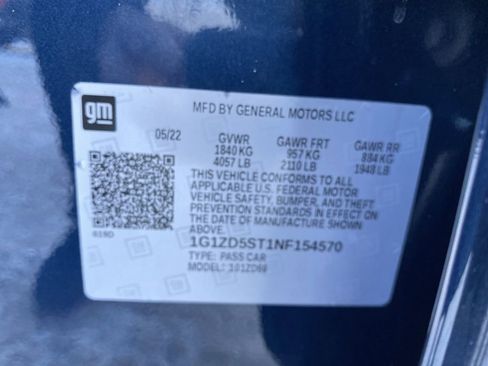 gm
MFD BY GENERAL MOTORS LLC
05/22 GVWR GAWR FRT GAWR RR
1840 KG 957 KG 884 KG
4057 LB 2110 LB 1948 LB
THIS VEHICLE CONFORMS TO ALL
APPLICABLE U.S. FEDERAL MOTOR
VEHICLE SAFETY, BUMPER, AND THEFT
PREVENTION STANDARDS IN EFFECT ON
THE DATE OF MANUFACTURE SHOWN
ABOVE.
1G1ZD5ST1NF154570
TYPE: PASS CAR
MODEL: 1G1ZD69